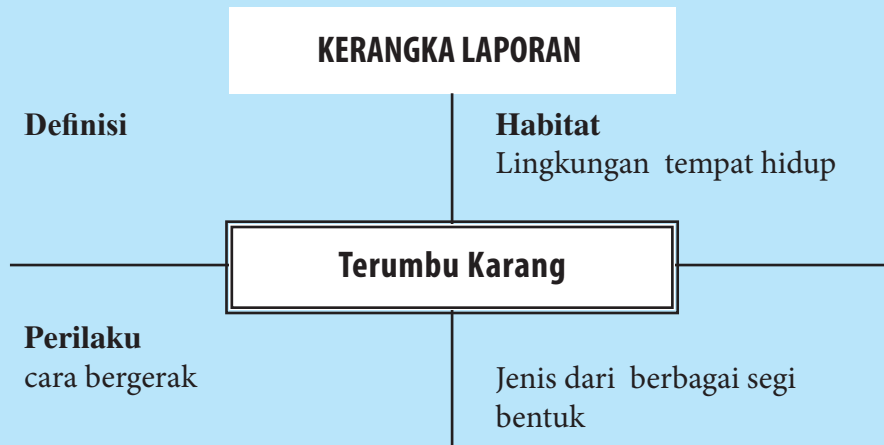 KERANGKA LAPORAN
Definisi
Habitat
Lingkungan tempat hidup
Terumbu Karang
Perilaku
cara bergerak
Jenis dari berbagai segi
bentuk